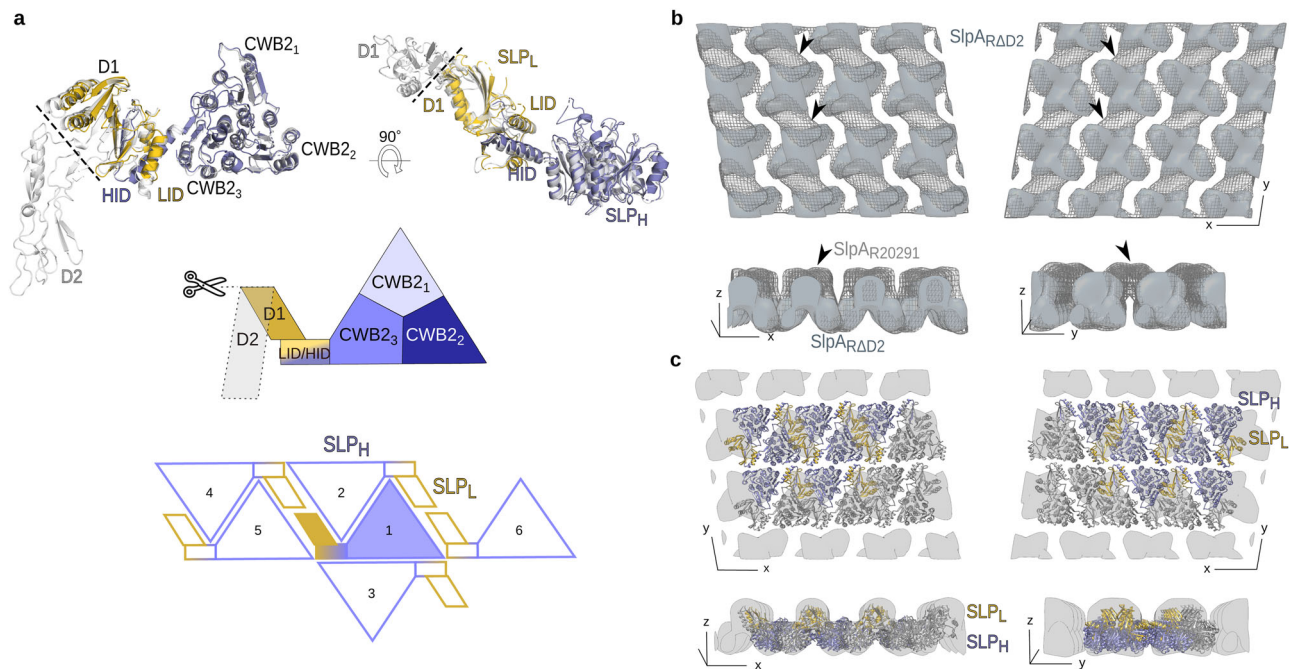 a
CWB2₁
D1
CWB2₂
CWB2₃
HID
LID
D2
90°
D1
SLP_L
D1
LID
HID
SLP_H
CWB2₁
D1
D2
CWB2₃
CWB2₂
LID/HID
SLP_H
SLP_L
4
2
5
1
6
3
b
SlpA_RΔD2
y
x
SlpA_R20291
z
x
z
y
SlpA_RΔD2
c
SLP_H
SLP_L
y
x
y
x
z
x
SLP_L
SLP_H
z
y